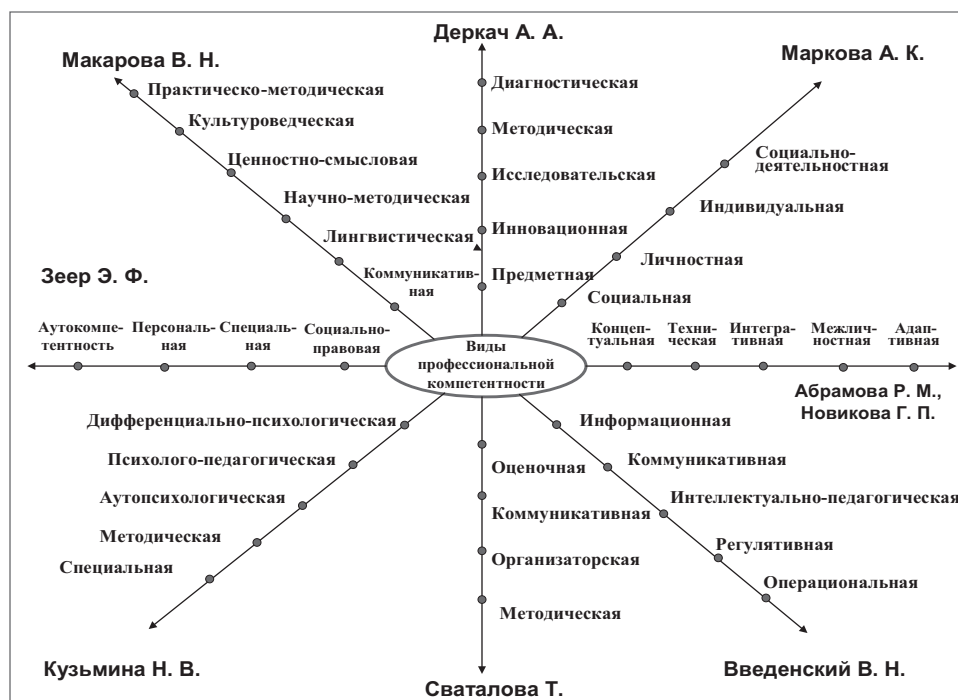 Деркач А. А.
Макарова В. Н.
Маркова А. К.
Практическо-методическая
Культуроведческая
Ценностно-смысловая
Научно-методическая
Лингвистическая
Коммуникатив-
ная
Диагностическая
Методическая
Исследовательская
Инновационная
Предметная
Социально-
деятельностная
Индивидуальная
Личностная
Социальная
Зеер Э. Ф.
Аутокомпе-
тентность
Персональ-
ная
Специаль-
ная
Социально-
правовая
Виды
профессиональной
компетентности
Концеп-
туальная
Техни-
ческая
Интегра-
тивная
Межлич-
ностная
Адап-
тивная
Абрамова Р. М.,
Новикова Г. П.
Дифференциально-психологическая
Психолого-педагогическая
Аутопсихологическая
Методическая
Специальная
Оценочная
Коммуникативная
Организаторская
Методическая
Информационная
Коммуникативная
Интеллектуально-педагогическая
Регулятивная
Операциональная
Кузьмина Н. В.
Сваталова Т.
Введенский В. Н.